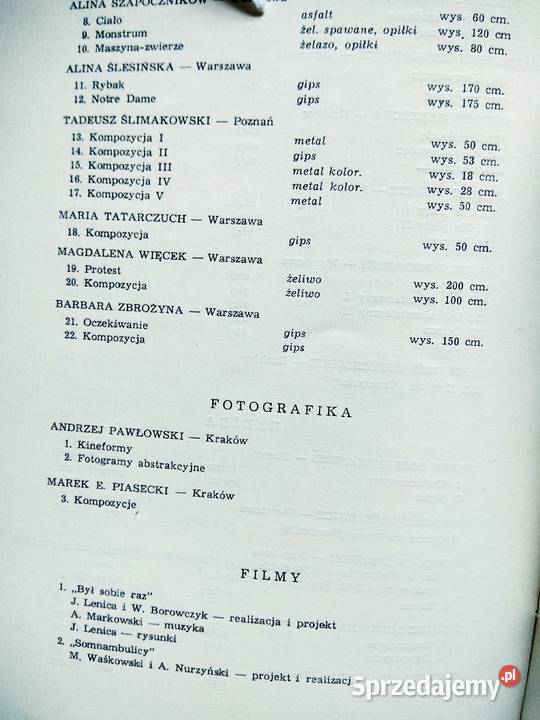 ALINA SZAPOCZNIKÓW — Warszawa
8. Ciało asfalt wys. 60 cm.
9. Monstrum żel. spawane, opiłki wys. 120 cm
10. Maszyna-zwierze żelazo, opiłki wys. 80 cm.
ALINA ŚLESIŃSKA — Warszawa
11. Rybak gips wys. 170 cm.
12. Notre Dame gips wys. 175 cm.
TADEUSZ ŚLIMAKOWSKI — Poznań
13. Kompozycja I metal wys. 50 cm.
14. Kompozycja II gips wys. 53 cm.
15. Kompozycja III metal kolor. wys. 18 cm.
16. Kompozycja IV metal kolor. wys. 28 cm.
17. Kompozycja V metal wys. 50 cm.
MARIA TATARCZUCH — Warszawa
18. Kompozycja gips wys. 50 cm.
MAGDALENA WIĘCEK — Warszawa
19. Protest żeliwo wys. 200 cm.
20. Kompozycja żeliwo wys. 100 cm.
BARBARA ZBROŻYNA — Warszawa
21. Oczekiwanie gips wys. 150 cm.
22. Kompozycja gips
FOTOGRAFIKA
ANDRZEJ PAWŁOWSKI — Kraków
1. Kineformy
2. Fotogramy abstrakcyjne
MAREK E. PIASECKI — Kraków
3. Kompozycje
FILMY
1. „Był sobie raz"
J. Lenica i W. Borowczyk — realizacja i projekt
A. Markowski — muzyka
J. Lenica — rysunki
2. „Somnambulicy"
M. Waśkowski i A. Nurzyński — projekt i realizacj
Sprzedajemy.pl